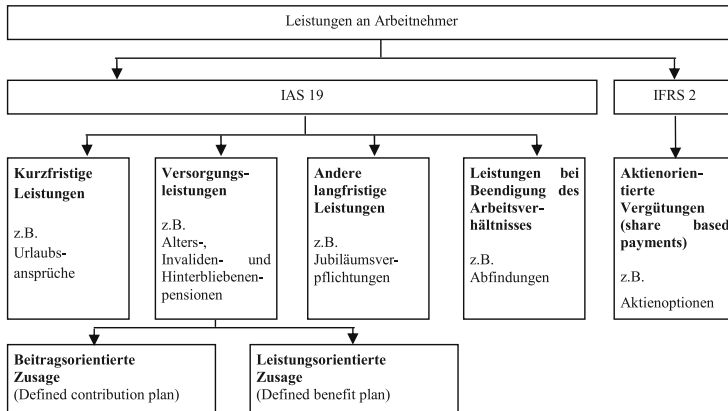 Leistungen an Arbeitnehmer
IAS 19
IFRS 2
Kurzfristige
Leistungen
z.B.
Urlaubs-
ansprüche
Versorgungs-
leistungen
z.B.
Alters-,
Invaliden- und
Hinterbliebenen-
pensionen
Andere
langfristige
Leistungen
z.B.
Jubiläumsver-
pflichtungen
Leistungen bei
Beendigung des
Arbeitsver-
hältnisses
z.B.
Abfindungen
Aktienorien-
tierte
Vergütungen
(share based
payments)
z.B.
Aktienoptionen
Beitragsorientierte
Zusage
(Defined contribution plan)
Leistungsorientierte
Zusage
(Defined benefit plan)